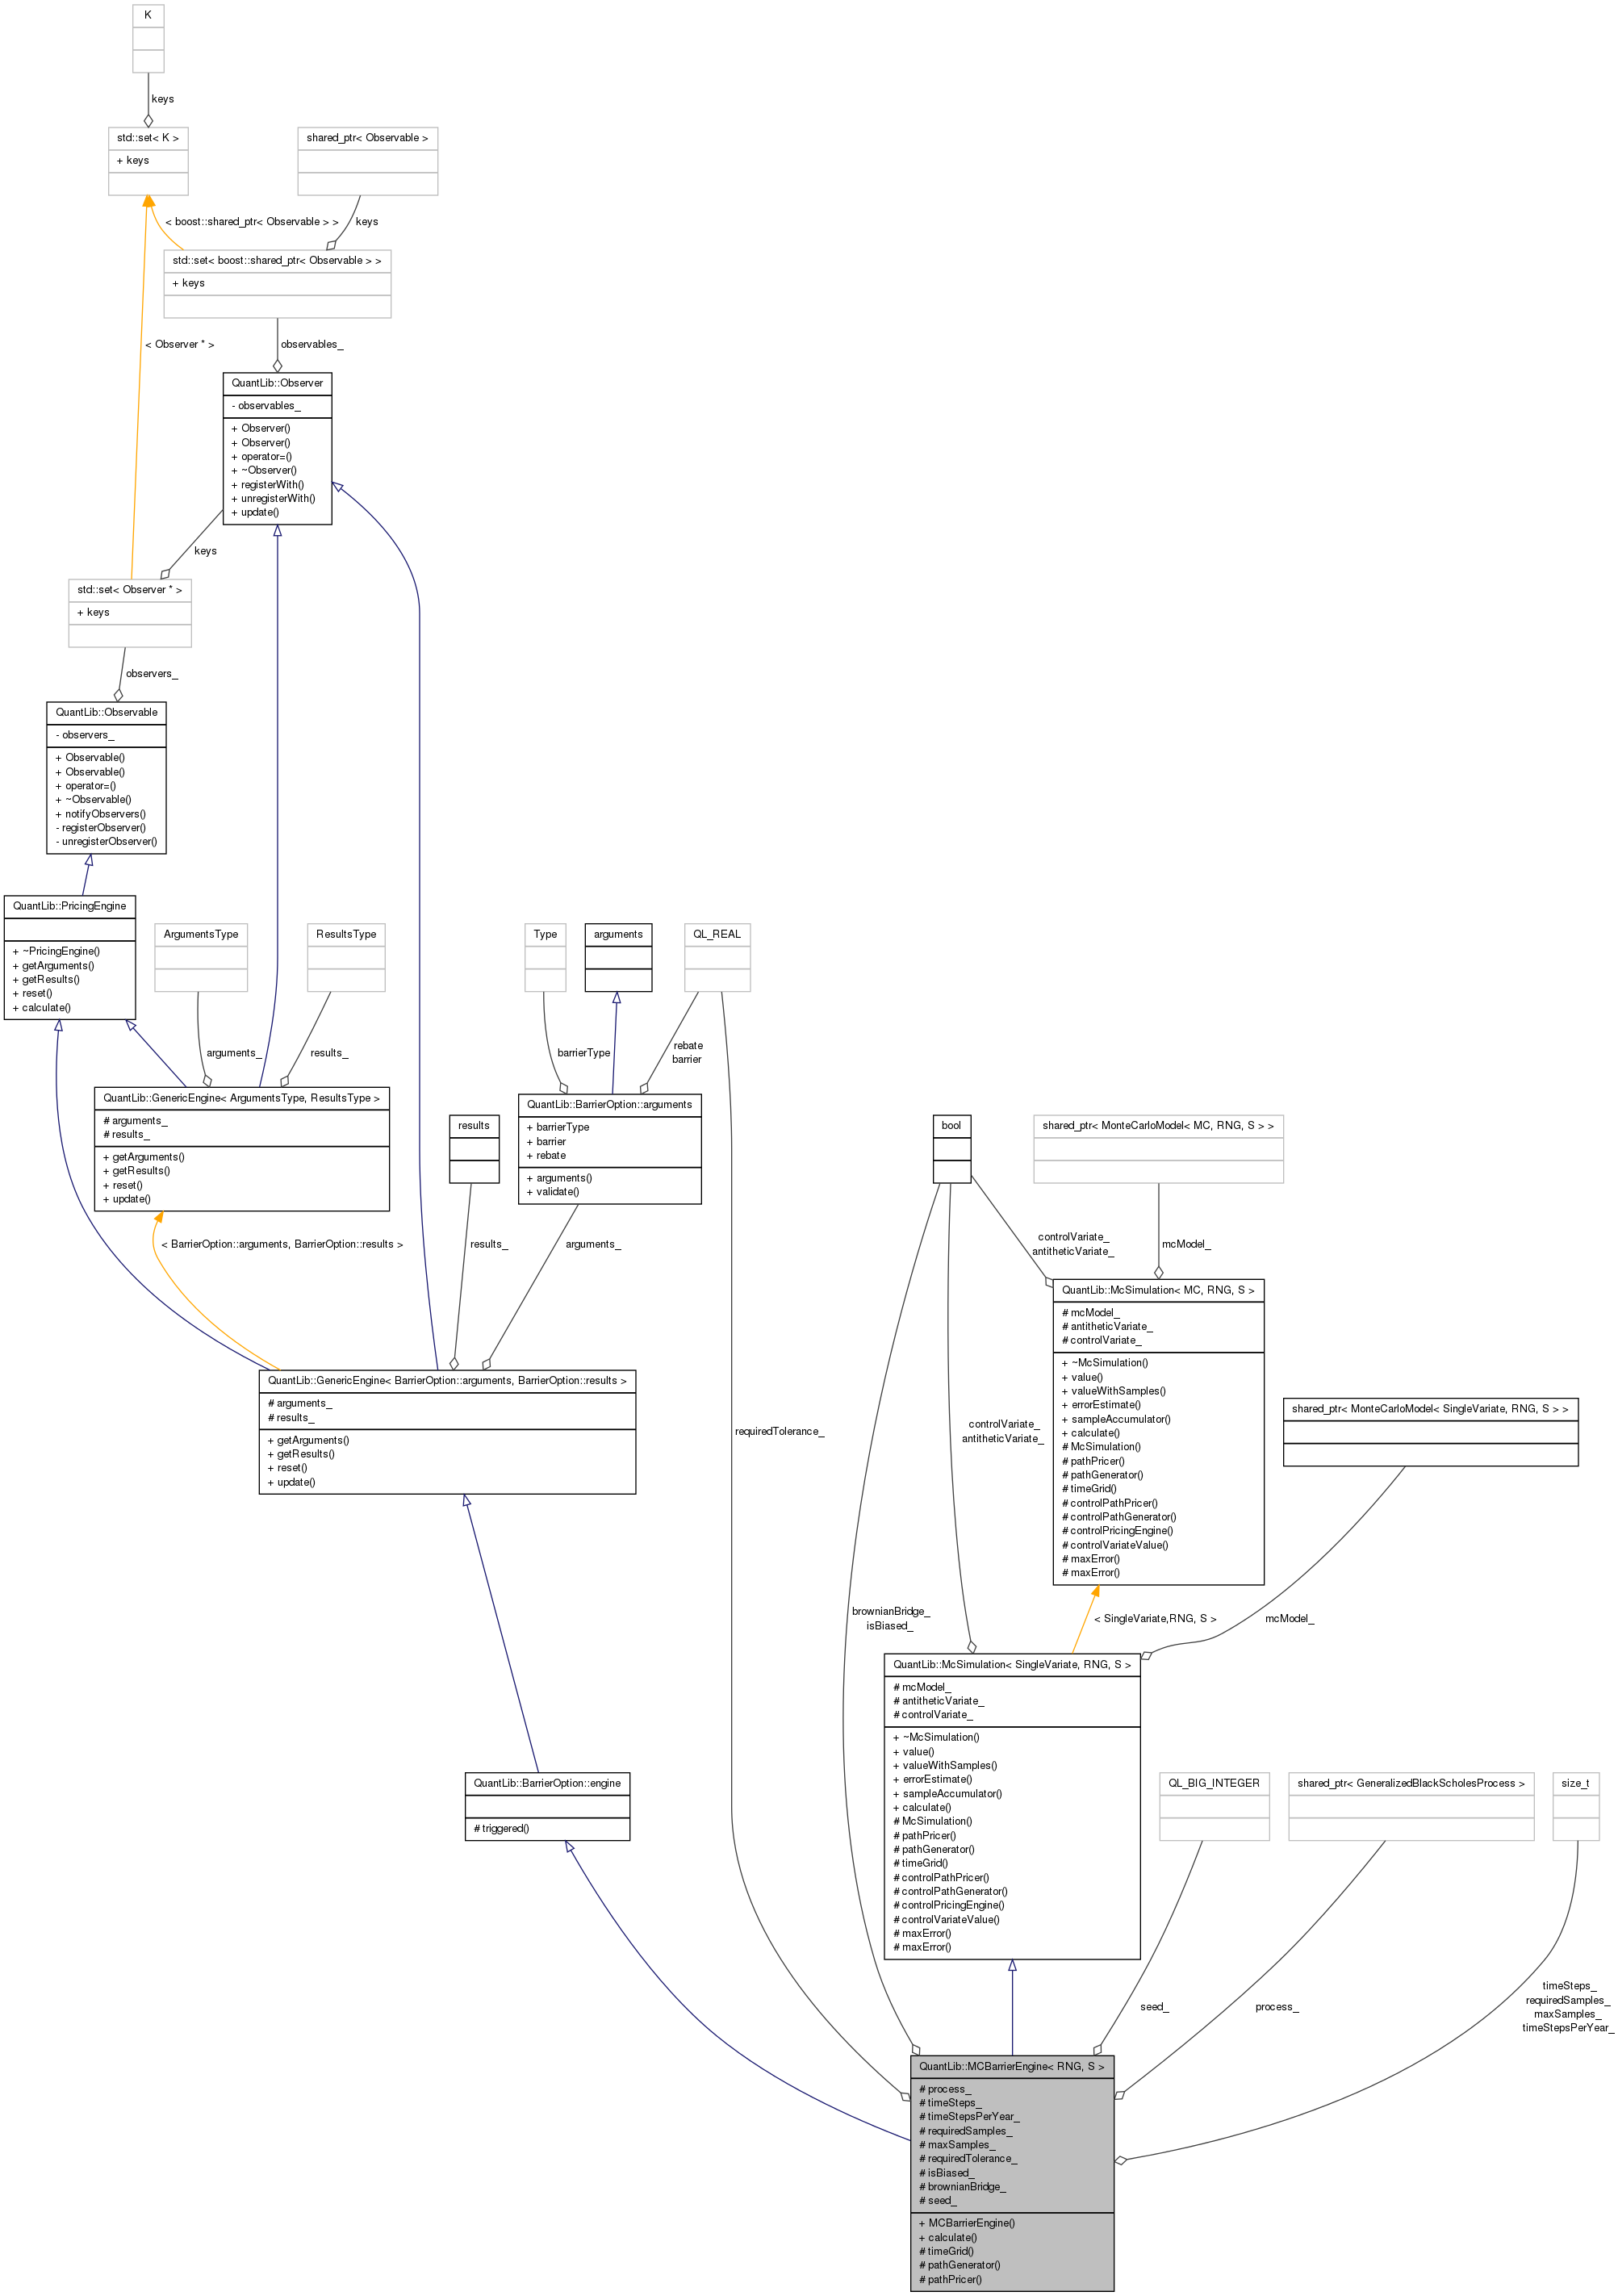 K
keys
std::set< K >
+ keys
shared_ptr< Observable >
< boost::shared_ptr< Observable > >
keys
std::set< boost::shared_ptr< Observable > >
+ keys
< Observer * >
observables_
QuantLib::Observer
- observables_
+ Observer()
+ Observer()
+ operator=()
+ ~Observer()
+ registerWith()
+ unregisterWith()
+ update()
keys
std::set< Observer * >
+ keys
observers_
QuantLib::Observable
- observers_
+ Observable()
+ Observable()
+ operator=()
+ ~Observable()
+ notifyObservers()
- registerObserver()
- unregisterObserver()
QuantLib::PricingEngine
+ ~PricingEngine()
+ getArguments()
+ getResults()
+ reset()
+ calculate()
ArgumentsType
ResultsType
Type
arguments
QL_REAL
arguments_
results_
barrierType
rebate
barrier
QuantLib::GenericEngine< ArgumentsType, ResultsType >
# arguments_
# results_
+ getArguments()
+ getResults()
+ reset()
+ update()
results
QuantLib::BarrierOption::arguments
+ barrierType
+ barrier
+ rebate
+ arguments()
+ validate()
bool
shared_ptr< MonteCarloModel< MC, RNG, S > >
< BarrierOption::arguments, BarrierOption::results >
results_
arguments_
controlVariate_
antitheticVariate_
mcModel_
QuantLib::McSimulation< MC, RNG, S >
# mcModel_
# antitheticVariate_
# controlVariate_
+ ~McSimulation()
+ value()
+ valueWithSamples()
+ errorEstimate()
+ sampleAccumulator()
+ calculate()
# McSimulation()
# pathPricer()
# pathGenerator()
# timeGrid()
# controlPathPricer()
# controlPathGenerator()
# controlPricingEngine()
# controlVariateValue()
# maxError()
# maxError()
QuantLib::GenericEngine< BarrierOption::arguments, BarrierOption::results >
# arguments_
# results_
+ getArguments()
+ getResults()
+ reset()
+ update()
requiredTolerance_
controlVariate_
antitheticVariate_
shared_ptr< MonteCarloModel< SingleVariate, RNG, S > >
brownianBridge_
isBiased_
< SingleVariate,RNG, S >
mcModel_
QuantLib::McSimulation< SingleVariate, RNG, S >
# mcModel_
# antitheticVariate_
# controlVariate_
+ ~McSimulation()
+ value()
+ valueWithSamples()
+ errorEstimate()
+ sampleAccumulator()
+ calculate()
# McSimulation()
# pathPricer()
# pathGenerator()
# timeGrid()
# controlPathPricer()
# controlPathGenerator()
# controlPricingEngine()
# controlVariateValue()
# maxError()
# maxError()
QuantLib::BarrierOption::engine
# triggered()
QL_BIG_INTEGER
shared_ptr< GeneralizedBlackScholesProcess >
size_t
seed_
process_
timeSteps_
requiredSamples_
maxSamples_
timeStepsPerYear_
QuantLib::MCBarrierEngine< RNG, S >
# process_
# timeSteps_
# timeStepsPerYear_
# requiredSamples_
# maxSamples_
# requiredTolerance_
# isBiased_
# brownianBridge_
# seed_
+ MCBarrierEngine()
+ calculate()
# timeGrid()
# pathGenerator()
# pathPricer()